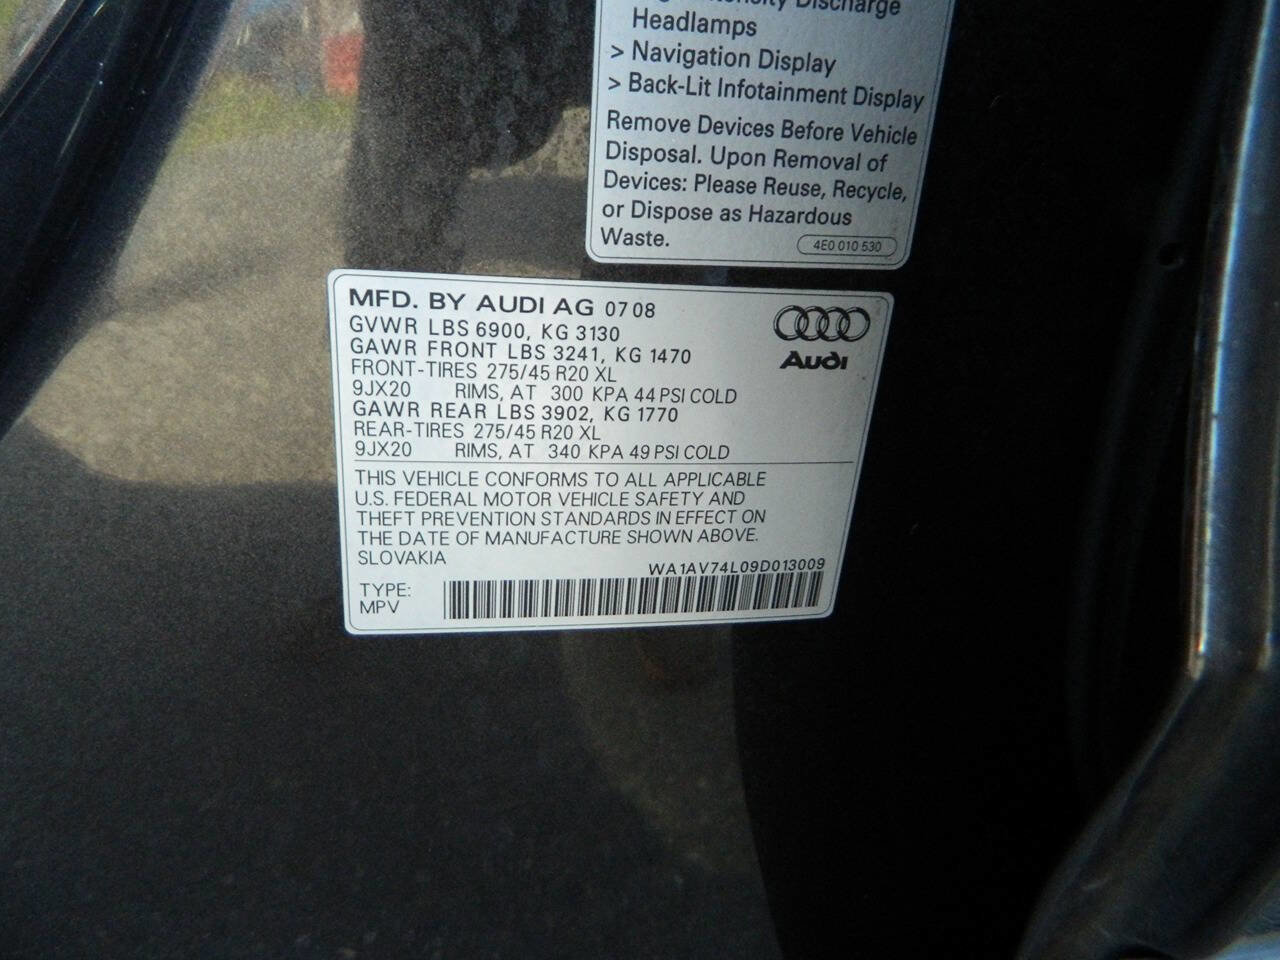 Intensity Discharge
Headlamps
> Navigation Display
> Back-Lit Infotainment Display
Remove Devices Before Vehicle
Disposal. Upon Removal of
Devices: Please Reuse, Recycle,
or Dispose as Hazardous
Waste.
4E0 010 530
MFD. BY AUDI AG 07 08
GVWR LBS 6900, KG 3130
GAWR FRONT LBS 3241, KG 1470
FRONT-TIRES 275/45 R20 XL
9JX20 RIMS, AT 300 KPA 44 PSI COLD
GAWR REAR LBS 3902, KG 1770
REAR-TIRES 275/45 R20 XL
9JX20 RIMS, AT 340 KPA 49 PSI COLD
Audi
THIS VEHICLE CONFORMS TO ALL APPLICABLE
U.S. FEDERAL MOTOR VEHICLE SAFETY AND
THEFT PREVENTION STANDARDS IN EFFECT ON
THE DATE OF MANUFACTURE SHOWN ABOVE.
SLOVAKIA
WA1AV74L09D013009
TYPE:
MPV